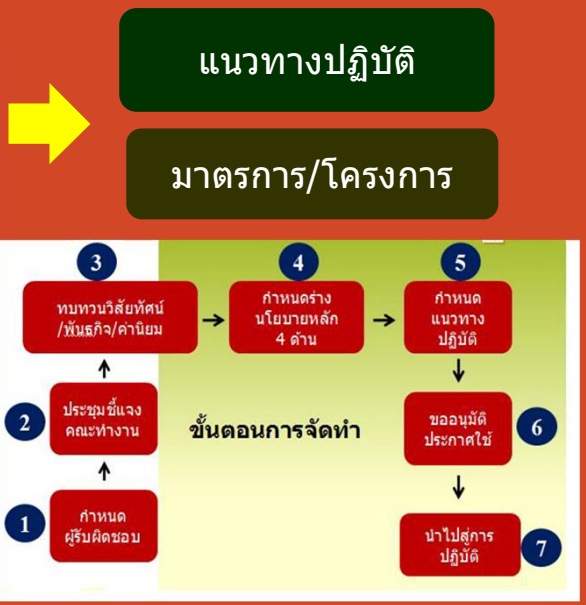 แนวทางปฏิบัติ
มาตรการ/โครงการ
3
ทบทวนวิสัยทัศน์
/พันธกิจ/ค่านิยม
4
กำหนดร่าง
นโยบายหลัก
4 ด้าน
5
กำหนด
แนวทาง
ปฏิบัติ
2
ประชุมชี้แจง
คณะทำงาน
ขั้นตอนการจัดทำ
ขออนุมัติ
ประกาศใช้
6
1
กำหนด
ผู้รับผิดชอบ
นำไปสู่การ
ปฏิบัติ
7